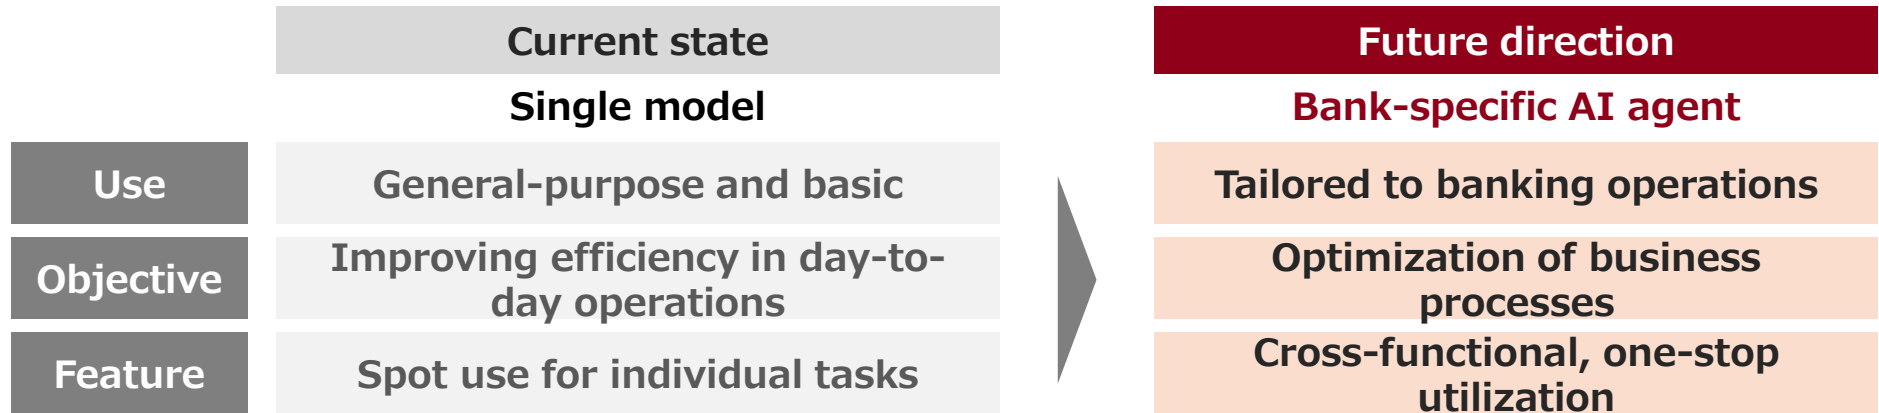 Current state
Future direction
Single model
Bank-specific AI agent
Use
General-purpose and basic
Tailored to banking operations
Objective
Improving efficiency in day-to-
day operations
Optimization of business
processes
Feature
Spot use for individual tasks
Cross-functional, one-stop
utilization